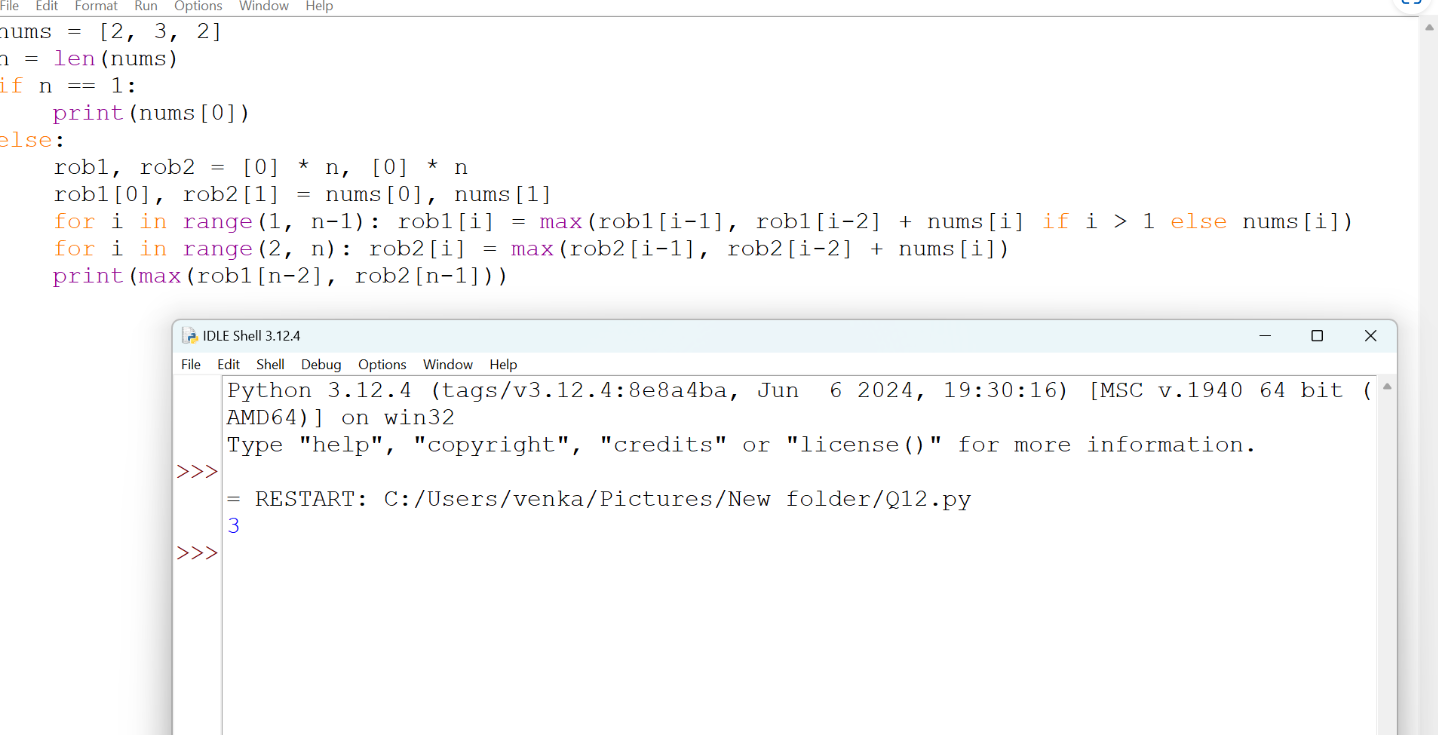 File Edit Format Run Options Window Help
nums = [2, 3, 2]
n = len(nums)
if n == 1:
    print(nums[0])
else:
    rob1, rob2 = [0] * n, [0] * n
    rob1[0], rob2[1] = nums[0], nums[1]
    for i in range(1, n-1): rob1[i] = max(rob1[i-1], rob1[i-2] + nums[i] if i > 1 else nums[i])
    for i in range(2, n): rob2[i] = max(rob2[i-1], rob2[i-2] + nums[i])
    print(max(rob1[n-2], rob2[n-1]))
IDLE Shell 3.12.4
File Edit Shell Debug Options Window Help
Python 3.12.4 (tags/v3.12.4:8e8a4ba, Jun  6 2024, 19:30:16) [MSC v.1940 64 bit (
AMD64)] on win32
Type "help", "copyright", "credits" or "license()" for more information.
>>>
= RESTART: C:/Users/venka/Pictures/New folder/Q12.py
3
>>>